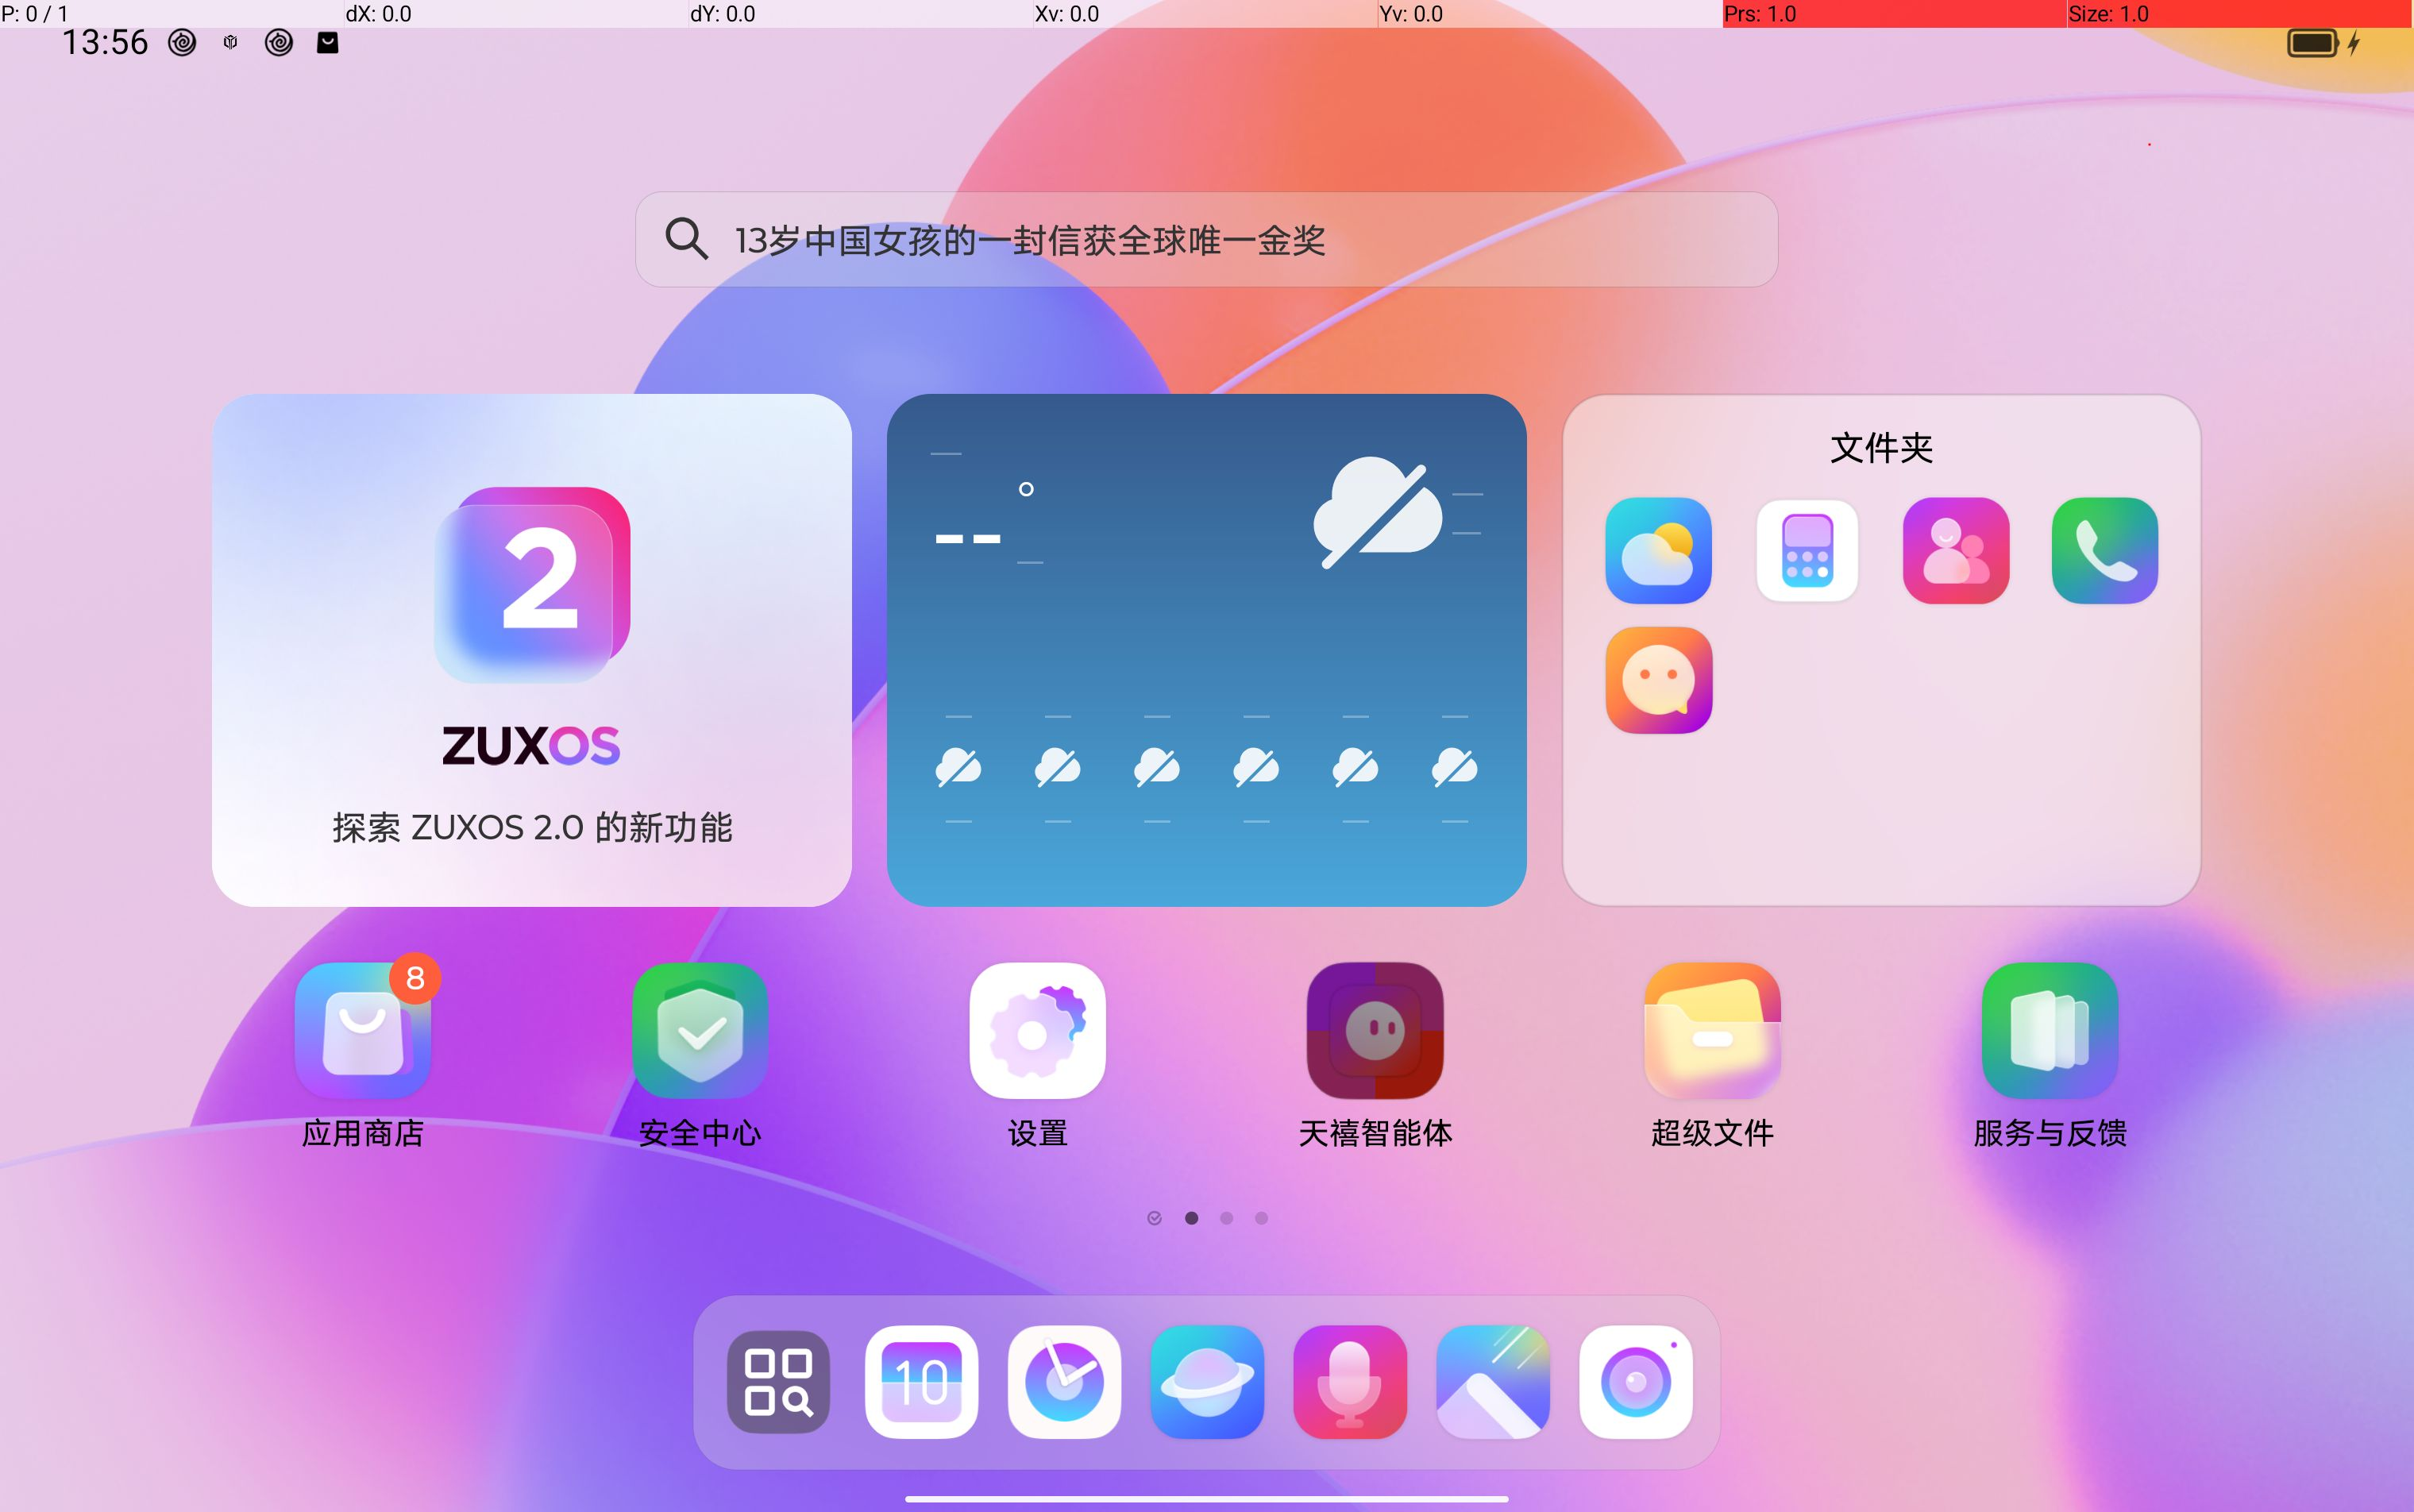 P: 0 / 1 dX: 0.0 dY: 0.0 Xv: 0.0 Yv: 0.0 Prs: 1.0 Size: 1.0
13:56
13岁中国女孩的一封信获全球唯一金奖
2
ZUXOS
探索 ZUXOS 2.0 的新功能
--°
文件夹
8
应用商店 安全中心 设置 天禧智能体 超级文件 服务与反馈
10